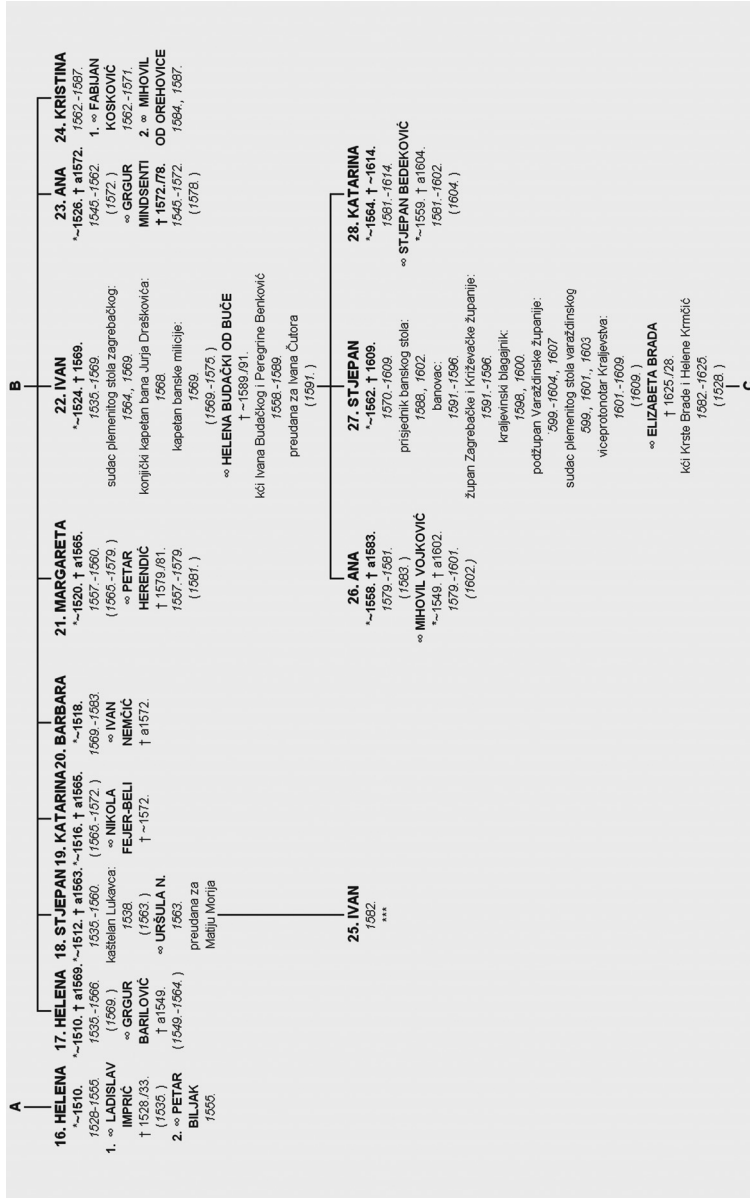 A
16. HELENA
*~1510.
1528-1555.
1. ∞ LADISLAV
IMPRIĆ
† 1528./33.
(1535. )
2. ∞ PETAR
BILJAK
1555.
B
17. HELENA
*~1510. † a1569.
1535.-1566.
(1569. )
∞ GRGUR
BARILOVIĆ
† a1549.
(1549.-1564. )
18. STJEPAN
*~1512. † a1563.
1535.-1560.
kaštelan Lukavca:
1538.
(1563. )
∞ URŠULA N.
1563.
preudana za
Matiju Morija
19. KATARINA
*~1516. † a1565.
(1565.-1572. )
∞ NIKOLA
FEJER-BELI
† ~1572.
20. BARBARA
*~1518.
1569.-1583.
∞ IVAN
NEMČIĆ
† a1572.
21. MARGARETA
*~1520. † a1565.
1557.-1560.
(1565.-1579. )
∞ PETAR
HERENDIĆ
† 1579./81.
1557.-1579.
(1581. )
22. IVAN
*~1524. † 1569.
1535.-1569.
sudac plemenitog stola zagrebačkog:
1564., 1569.
konjički kapetan bana Jurja Draškovića:
1568.
kapetan banske milicije:
1569.
(1569.-1575. )
∞ HELENA BUDAČKI OD BUČE
† ~1589./91.
kći Ivana Budačkog i Peregrine Benković
1558.-1589.
preudana za Ivana Čutora
(1591. )
23. ANA
*~1526. † a1572.
1545.-1562.
(1572. )
∞ GRGUR
MINDSENTI
† 1572./78.
1545.-1572.
(1578. )
24. KRISTINA
1562.-1587.
1. ∞ FABIJAN
KOSKOVIĆ
1562.-1571.
2. ∞ MIHOVIL
OD OREHOVICE
1584., 1587.
25. IVAN
1582.
***
26. ANA
*~1558. † a1583.
1579.-1581.
(1583. )
∞ MIHOVIL VOJKOVIĆ
*~1549. † a1602.
1579.-1601.
(1602.)
27. STJEPAN
*~1562. † 1609.
1570.-1609.
prisjednik banskog stola:
1588., 1602.
banovac:
1591.-1596.
župan Zagrebačke i Križevačke županije:
1591.-1596.
kraljevinski blagajnik:
1598., 1600.
podžupan Varaždinske županije:
599.-1604., 1607
sudac plemenitog stola varaždinskog
599., 1601., 1603
viceprotonotar Kraljevstva:
1601.-1609.
(1609. )
∞ ELIZABETA BRADA
† 1625./28.
kći Krste Brade i Helene Krmčić
1582.-1625.
(1528. )
C
28. KATARINA
*~1564. † ~1614.
1581.-1614.
∞ STJEPAN BEDEKOVIĆ
*~1559. † a1604.
1581.-1602.
(1604. )